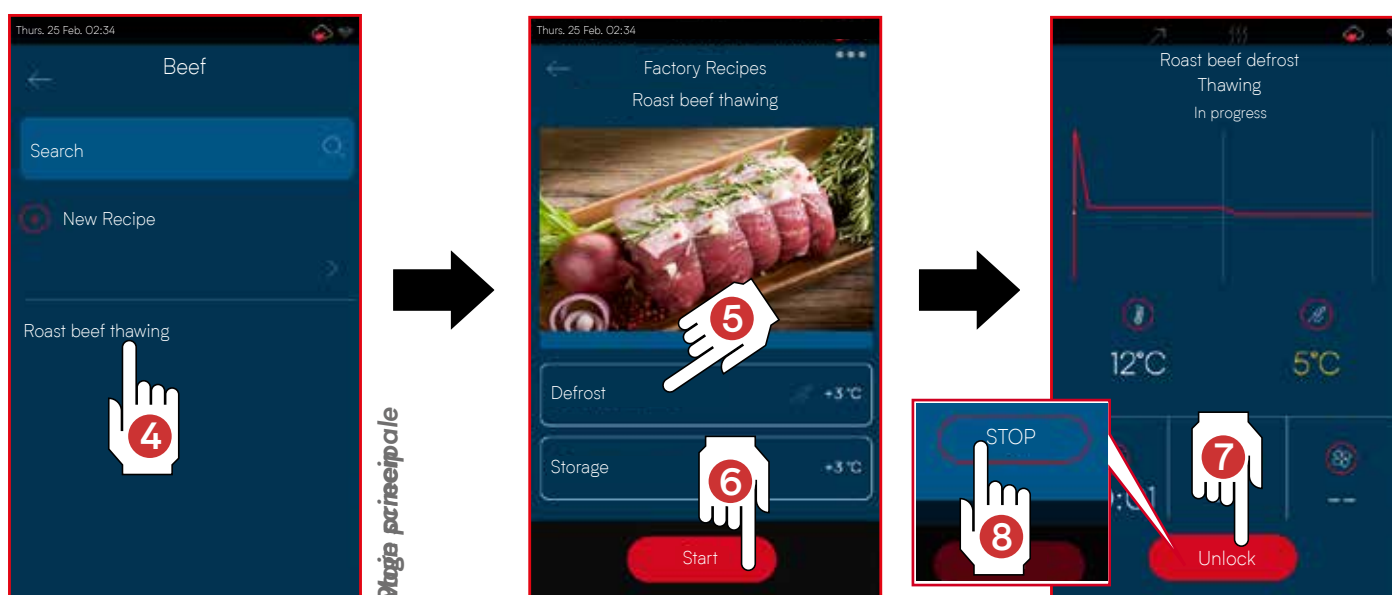 Thurs. 25 Feb. 02:34
Beef
Search
New Recipe
Roast beef thawing
4
Thurs. 25 Feb. 02:34
Factory Recipes
Roast beef thawing
5
Defrost +3°C
Storage +3°C
6
Start
Roast beef defrost
Thawing
In progress
12°C 5°C
STOP
7
:01 --
8
Unlock